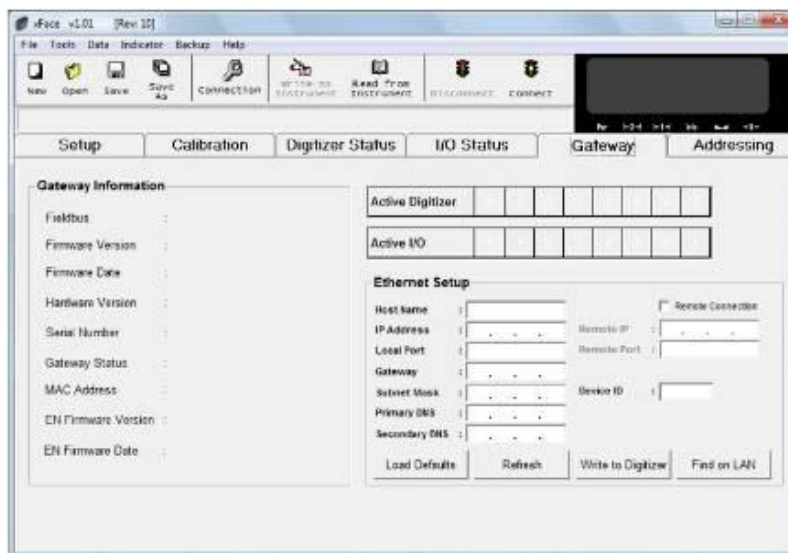 xFace v1.01 [Rev: 10]
File Tools Data Indicator Backup Help
New Open Save Save As Connection Write to Instrument Read from Instrument Disconnect Connect
Setup Calibration Digitizer Status I/O Status Gateway Addressing
Gateway Information
Fieldbus :
Firmware Version :
Firmware Date :
Hardware Version :
Serial Number :
Gateway Status :
MAC Address :
EN Firmware Version :
EN Firmware Date :
Active Digitizer
Active I/O
Ethernet Setup
Host Name : Remote Connection
IP Address : . . . Remote IP : . . .
Local Port : Remote Port :
Gateway : . . .
Subnet Mask : . . . Device ID :
Primary DNS : . . .
Secondary DNS : . . .
Load Defaults Refresh Write to Digitizer Find on LAN